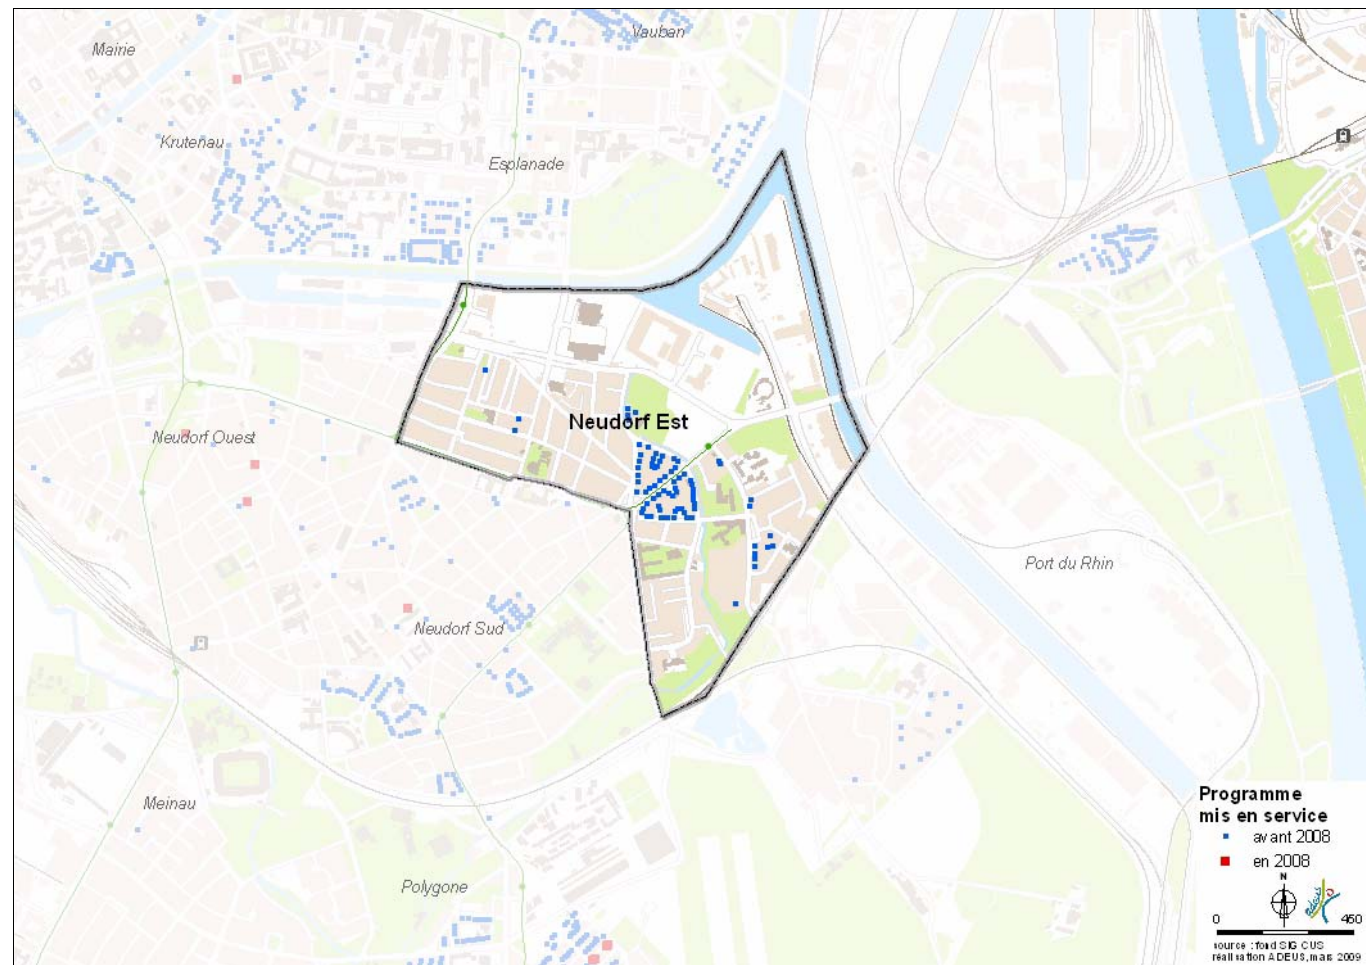 Vauban
Mairie
Krutenau
Esplanade
Neudorf Est
Neudorf Ouest
Port du Rhin
Neudorf Sud
Meinau
Polygone
Programme
mis en service
avant 2008
en 2008
N
0 450
source : fond SIG CUS
réalisation ADEUS, mars 2009